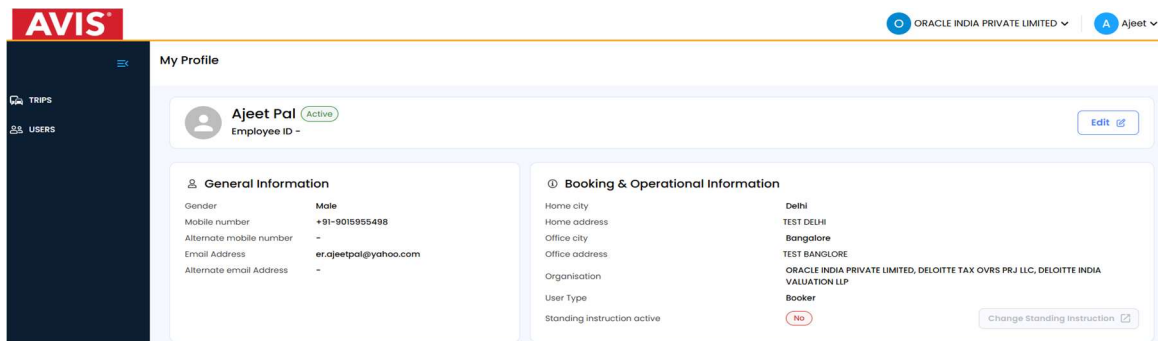 AVIS
ORACLE INDIA PRIVATE LIMITED
A Ajeet
O
My Profile
TRIPS
USERS
Ajeet Pal Active
Employee ID -
Edit
General Information
Gender Male
Mobile number +91-9015955498
Alternate mobile number -
Email Address er.ajeetpal@yahoo.com
Alternate email Address -
Booking & Operational Information
Home city Delhi
Home address TEST DELHI
Office city Bangalore
Office address TEST BANGLORE
Organisation ORACLE INDIA PRIVATE LIMITED, DELOITTE TAX OVRS PRJ LLC, DELOITTE INDIA
VALUATION LLP
User Type Booker
Standing instruction active No
Change Standing Instruction